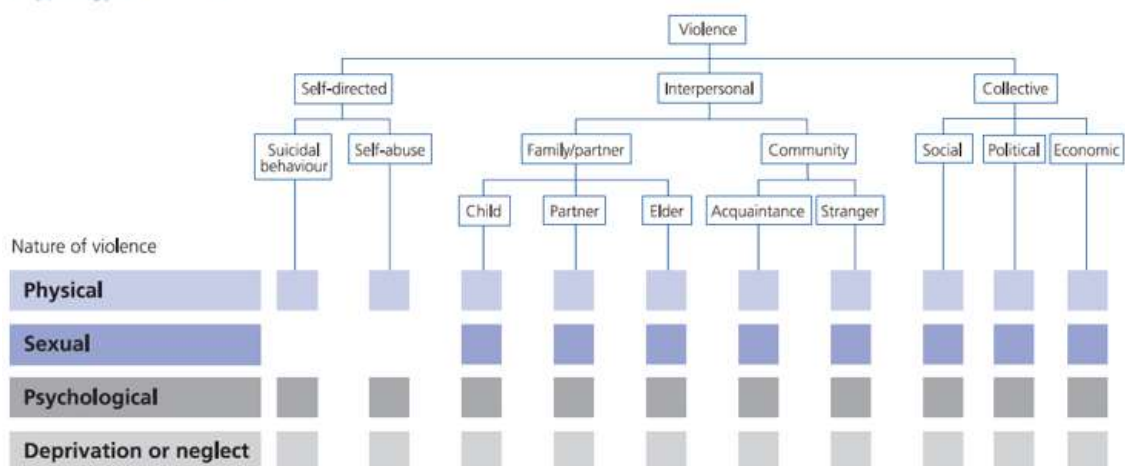 Violence
Self-directed Interpersonal Collective
Suicidal behaviour Self-abuse Family/partner Community Social Political Economic
Child Partner Elder Acquaintance Stranger
Nature of violence
Physical
Sexual
Psychological
Deprivation or neglect